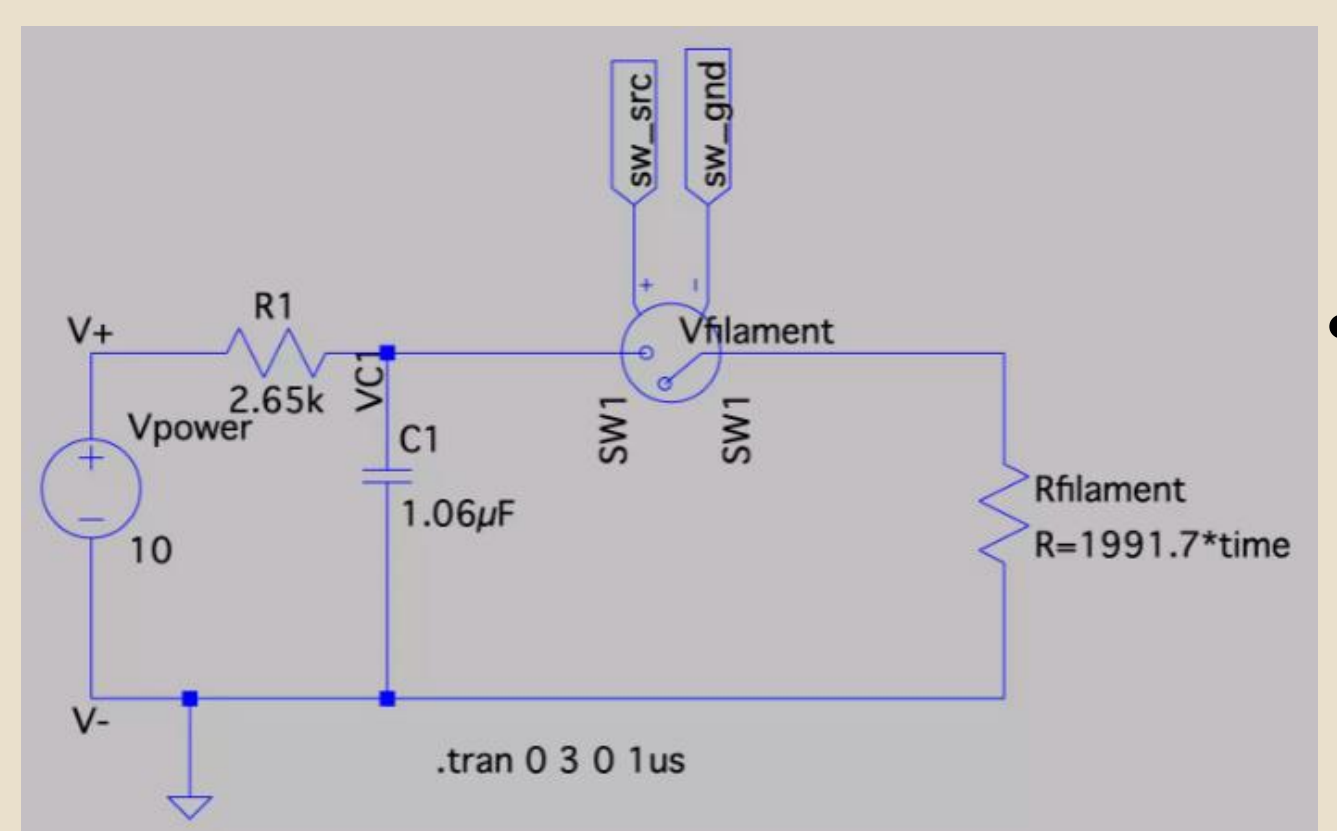 sw_src
sw_gnd
R1
V+
Vfilament
2.65k
VC1
Vpower
C1
SW1
SW1
+
−
+
−
1.06µF
10
Rfilament
R=1991.7*time
V-
.tran 0 3 0 1us